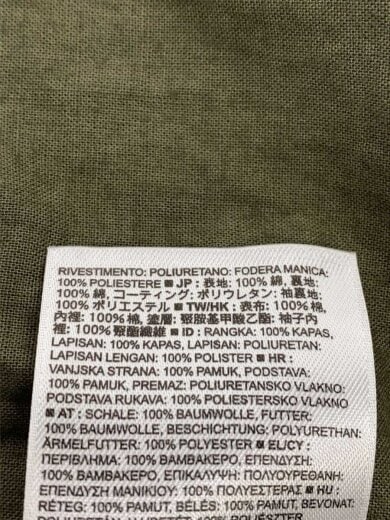 RIVESTIMENTO: POLIURETANO: FODERA MANICA:
100% POLIESTERE ■ JP : 表地: 100% 綿, 裏地:
100% 綿, コーティング: ポリウレタン: 袖裏地:
100% ポリエステル ■ TW/HK : 表布: 100% 棉,
內裡: 100% 棉, 塗層: 聚胺基甲酸乙酯: 袖子內
裡: 100% 聚酯纖維 ■ ID : RANGKA: 100% KAPAS,
LAPISAN: 100% KAPAS, LAPISAN: POLIURETAN:
LAPISAN LENGAN: 100% POLISTER ■ HR :
VANJSKA STRANA: 100% PAMUK, PODSTAVA:
100% PAMUK, PREMAZ: POLIURETANSKO VLAKNO:
PODSTAVA RUKAVA: 100% POLIESTERSKO VLAKNO
■ AT : SCHALE: 100% BAUMWOLLE, FUTTER:
100% BAUMWOLLE, BESCHICHTUNG: POLYURETHAN:
ÄRMELFUTTER: 100% POLYESTER ■ EL/CY :
ΠΕΡΙΒΛΗΜΑ: 100% ΒΑΜΒΑΚΕΡΟ, ΕΠΕΝΔΥΣΗ:
100% ΒΑΜΒΑΚΕΡΟ, ΕΠΙΚΑΛΥΨΗ: ΠΟΛΥΟΥΡΕΘΑΝΗ:
ΕΠΕΝΔΥΣΗ ΜΑΝΙΚΙΟΥ: 100% ΠΟΛΥΕΣΤΕΡΑΣ ■ HU :
RÉTEG: 100% PAMUT, BÉLÉS: 100% PAMUT, BEVONAT: